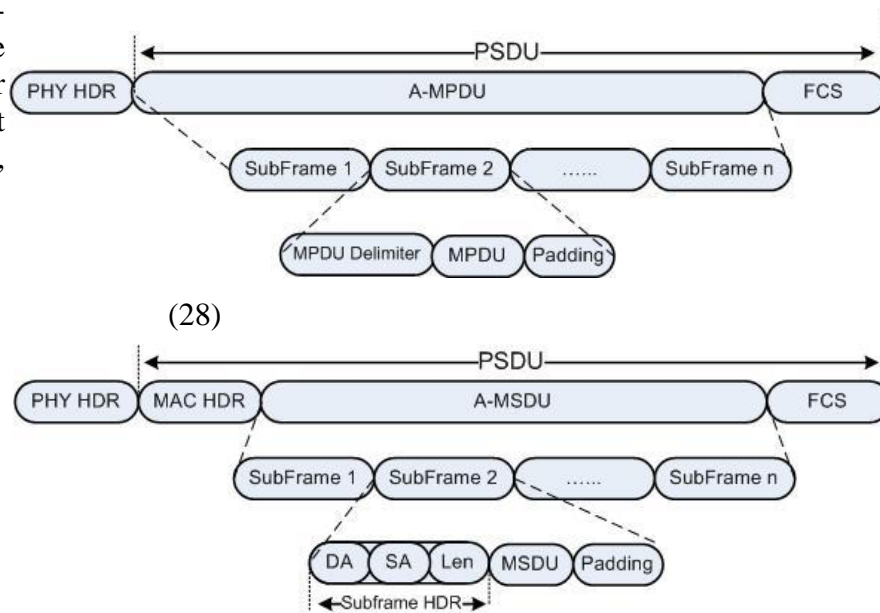 -
e
r
t
,
PSDU
PHY HDR A-MPDU FCS
SubFrame 1 SubFrame 2 ...... SubFrame n
MPDU Delimiter MPDU Padding
(28)
PSDU
PHY HDR MAC HDR A-MSDU FCS
SubFrame 1 SubFrame 2 ...... SubFrame n
DA SA Len MSDU Padding
Subframe HDR